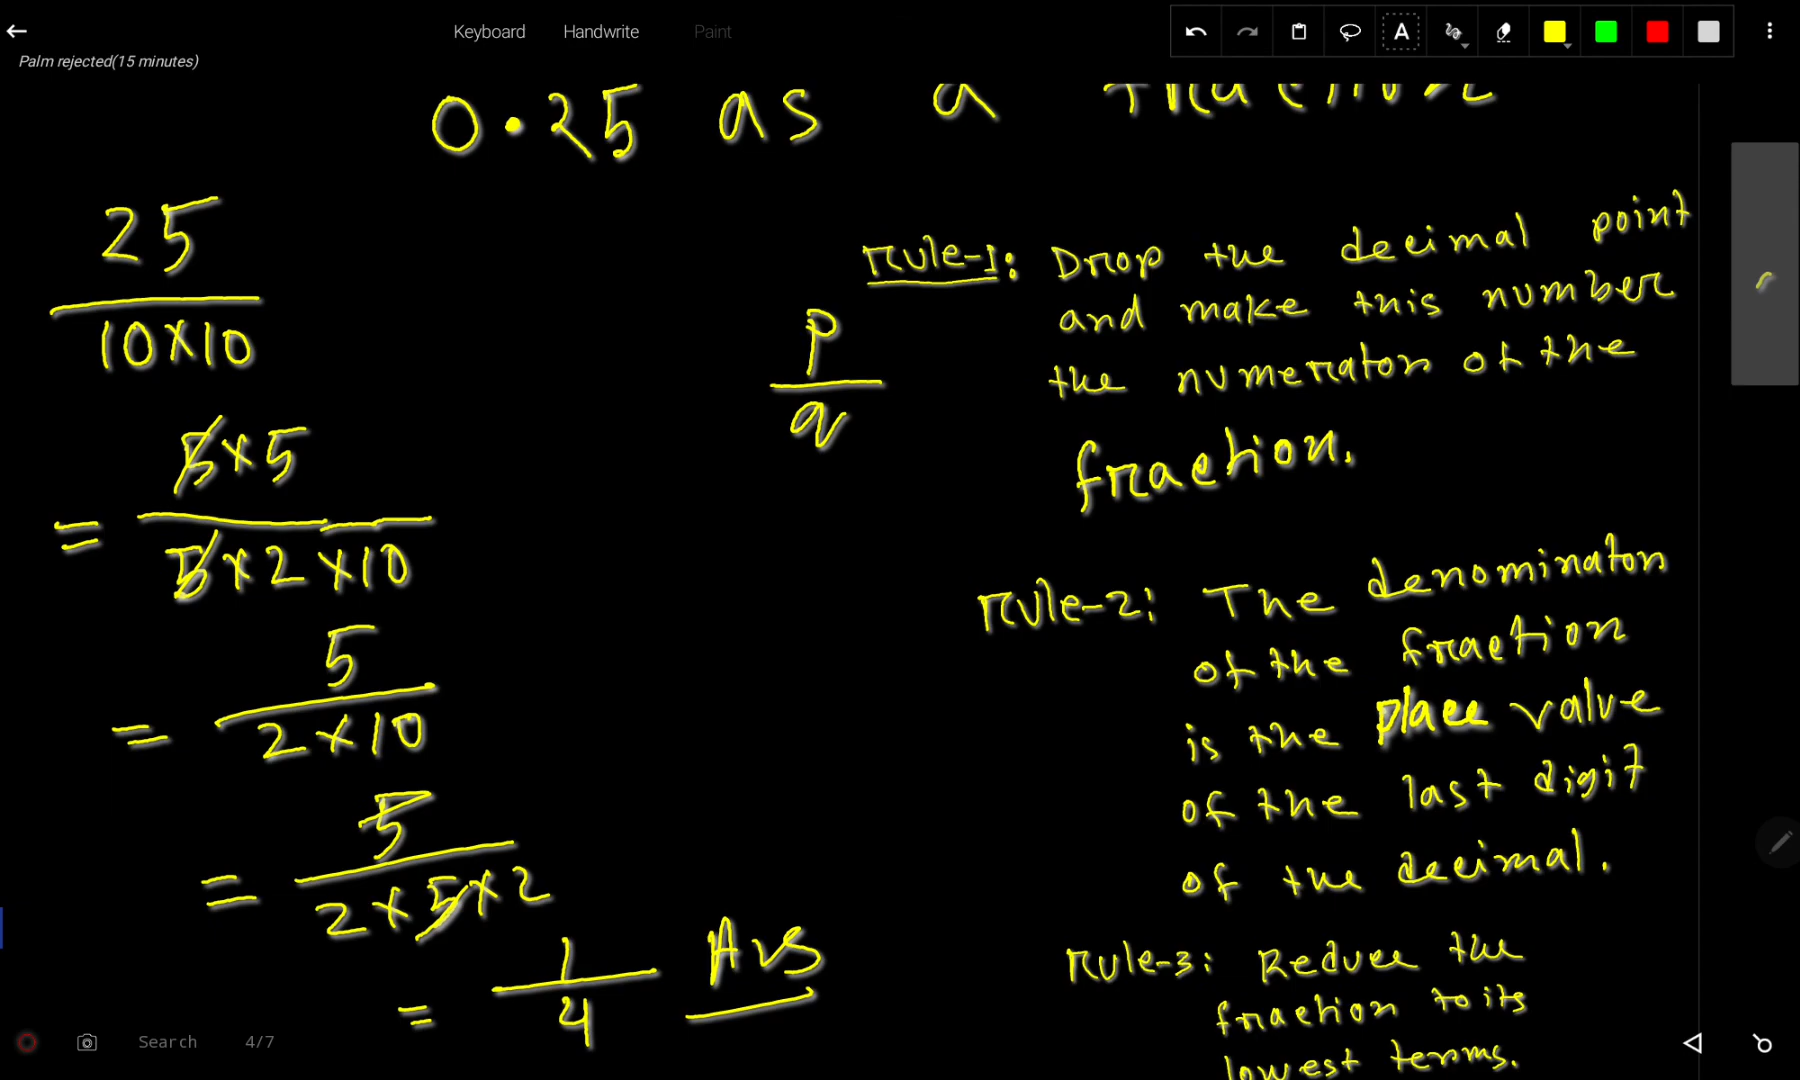 Keyboard Handwrite Paint
A
Palm rejected(15 minutes)
0.25 as a fraction
25
10×10
= 5×5
5×2×10
= 5
2×10
= 5
2×5×2
= 1
4
Ans
P
q
Rule-1: Drop the decimal point
and make this number
the numerator of the
fraction.
Rule-2: The denominator
of the fraction
is the place value
of the last digit
of the decimal.
Rule-3: Reduce the
fraction to its
lowest terms.
Search 4/7